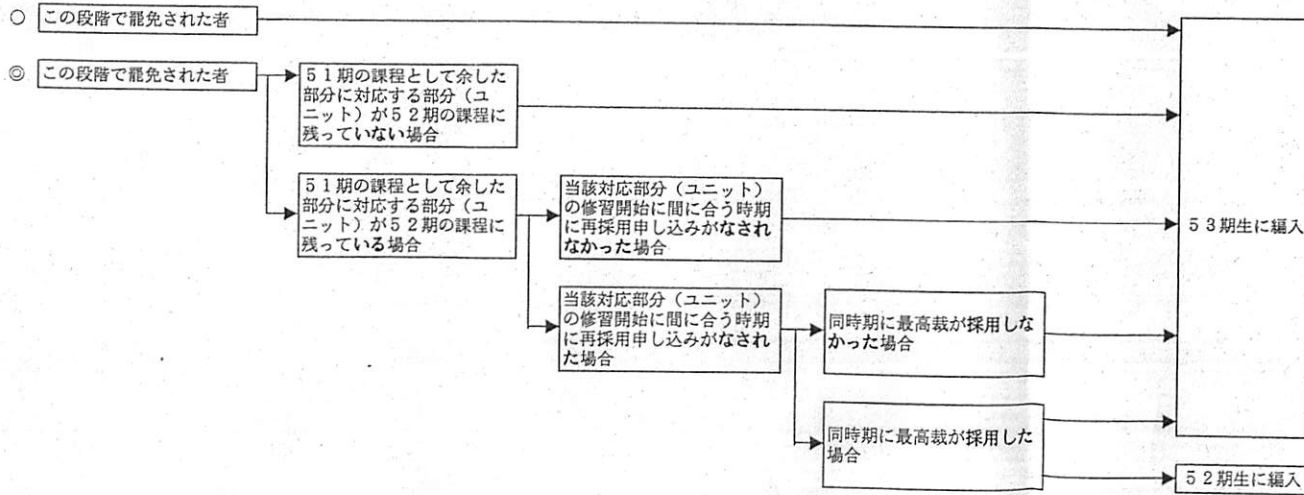 ○ この段階で罷免された者
◎ この段階で罷免された者
51期の課程として余した
部分に対応する部分（ユ
ニット）が52期の課程に
残っていない場合
51期の課程として余した
部分に対応する部分（ユ
ニット）が52期の課程に
残っている場合
当該対応部分（ユニット）
の修習開始に間に合う時期
に再採用申し込みがなされ
なかった場合
53期生に編入
当該対応部分（ユニット）
の修習開始に間に合う時期
に再採用申し込みがなされ
た場合
同時期に最高裁が採用しな
かった場合
同時期に最高裁が採用した
場合
52期生に編入